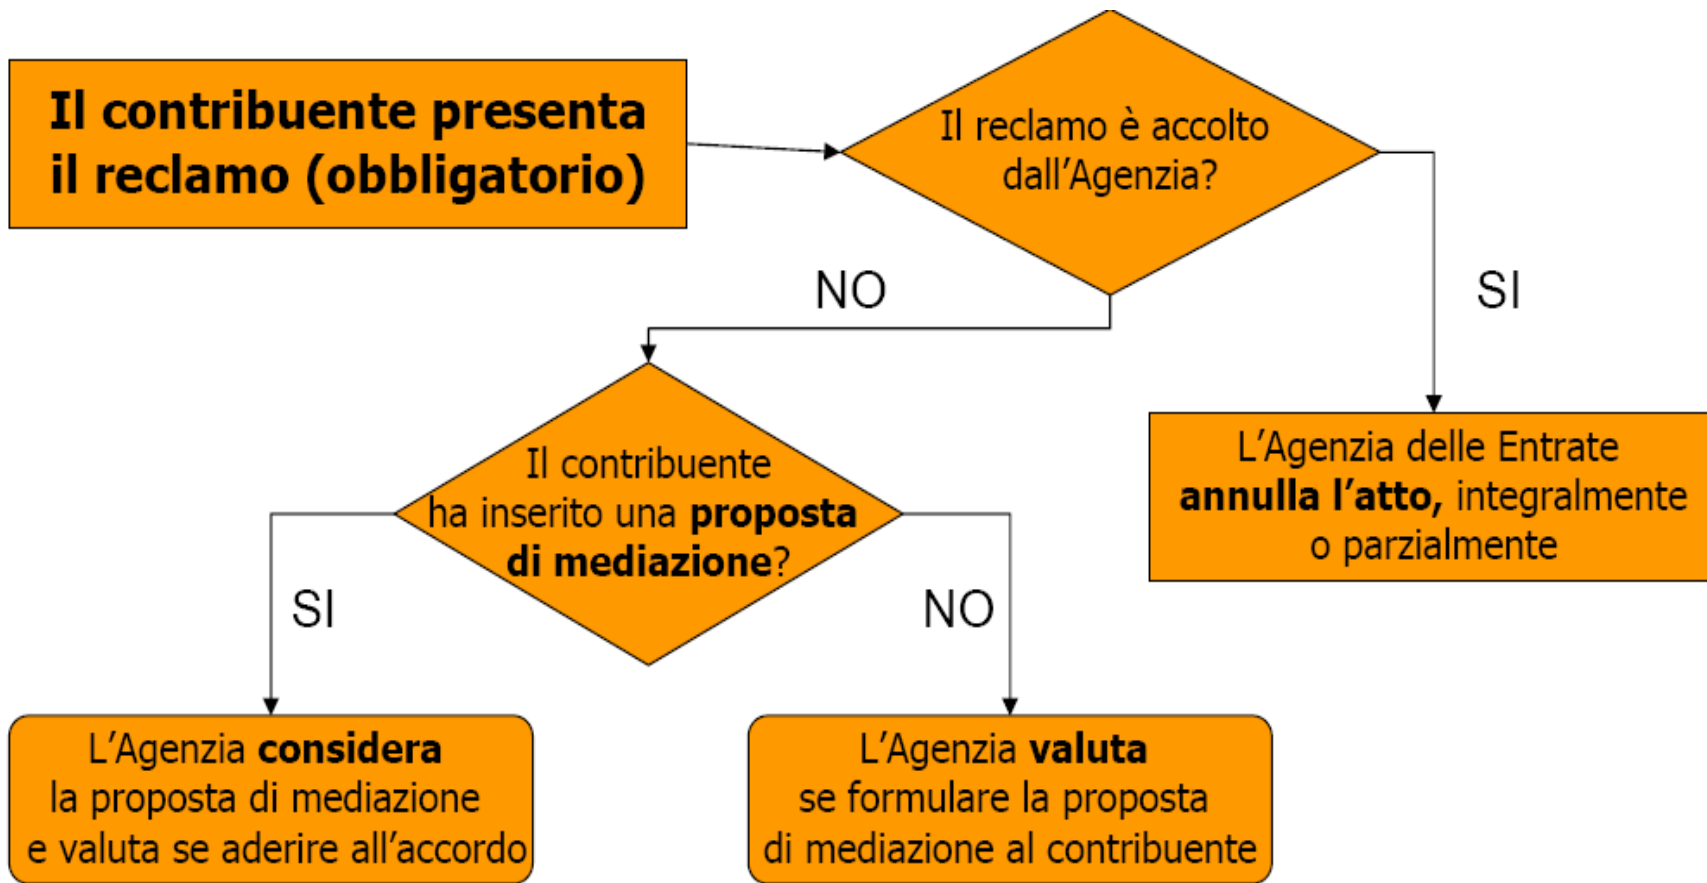 Il contribuente presenta
il reclamo (obbligatorio)
Il reclamo è accolto
dall’Agenzia?
NO
SI
Il contribuente
ha inserito una proposta
di mediazione?
L’Agenzia delle Entrate
annulla l’atto, integralmente
o parzialmente
SI
NO
L’Agenzia considera
la proposta di mediazione
e valuta se aderire all’accordo
L’Agenzia valuta
se formulare la proposta
di mediazione al contribuente